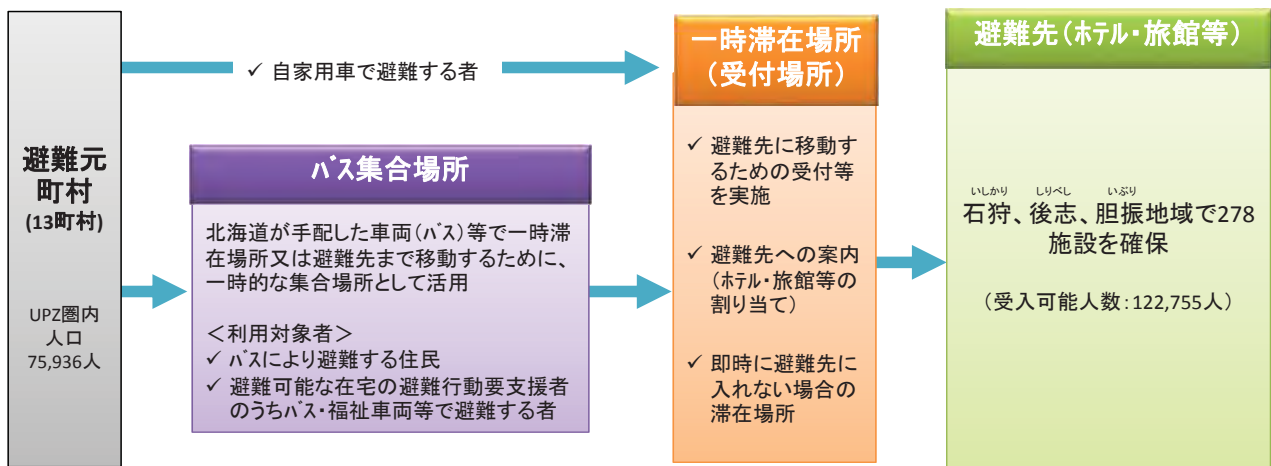 避難元
町村
(13町村)
UPZ圏内
人口
75,936人
✓ 自家用車で避難する者
バス集合場所
北海道が手配した車両(バス)等で一時滞
在場所又は避難先まで移動するために、
一時的な集合場所として活用
＜利用対象者＞
✓ バスにより避難する住民
✓ 避難可能な在宅の避難行動要支援者
のうちバス・福祉車両等で避難する者
一時滞在場所
(受付場所)
✓ 避難先に移動す
るための受付等
を実施
✓ 避難先への案内
(ホテル・旅館等の
割り当て)
✓ 即時に避難先に
入れない場合の
滞在場所
避難先(ホテル・旅館等)
いしかり しりべし いぶり
石狩、後志、胆振地域で278
施設を確保
(受入可能人数:122,755人)